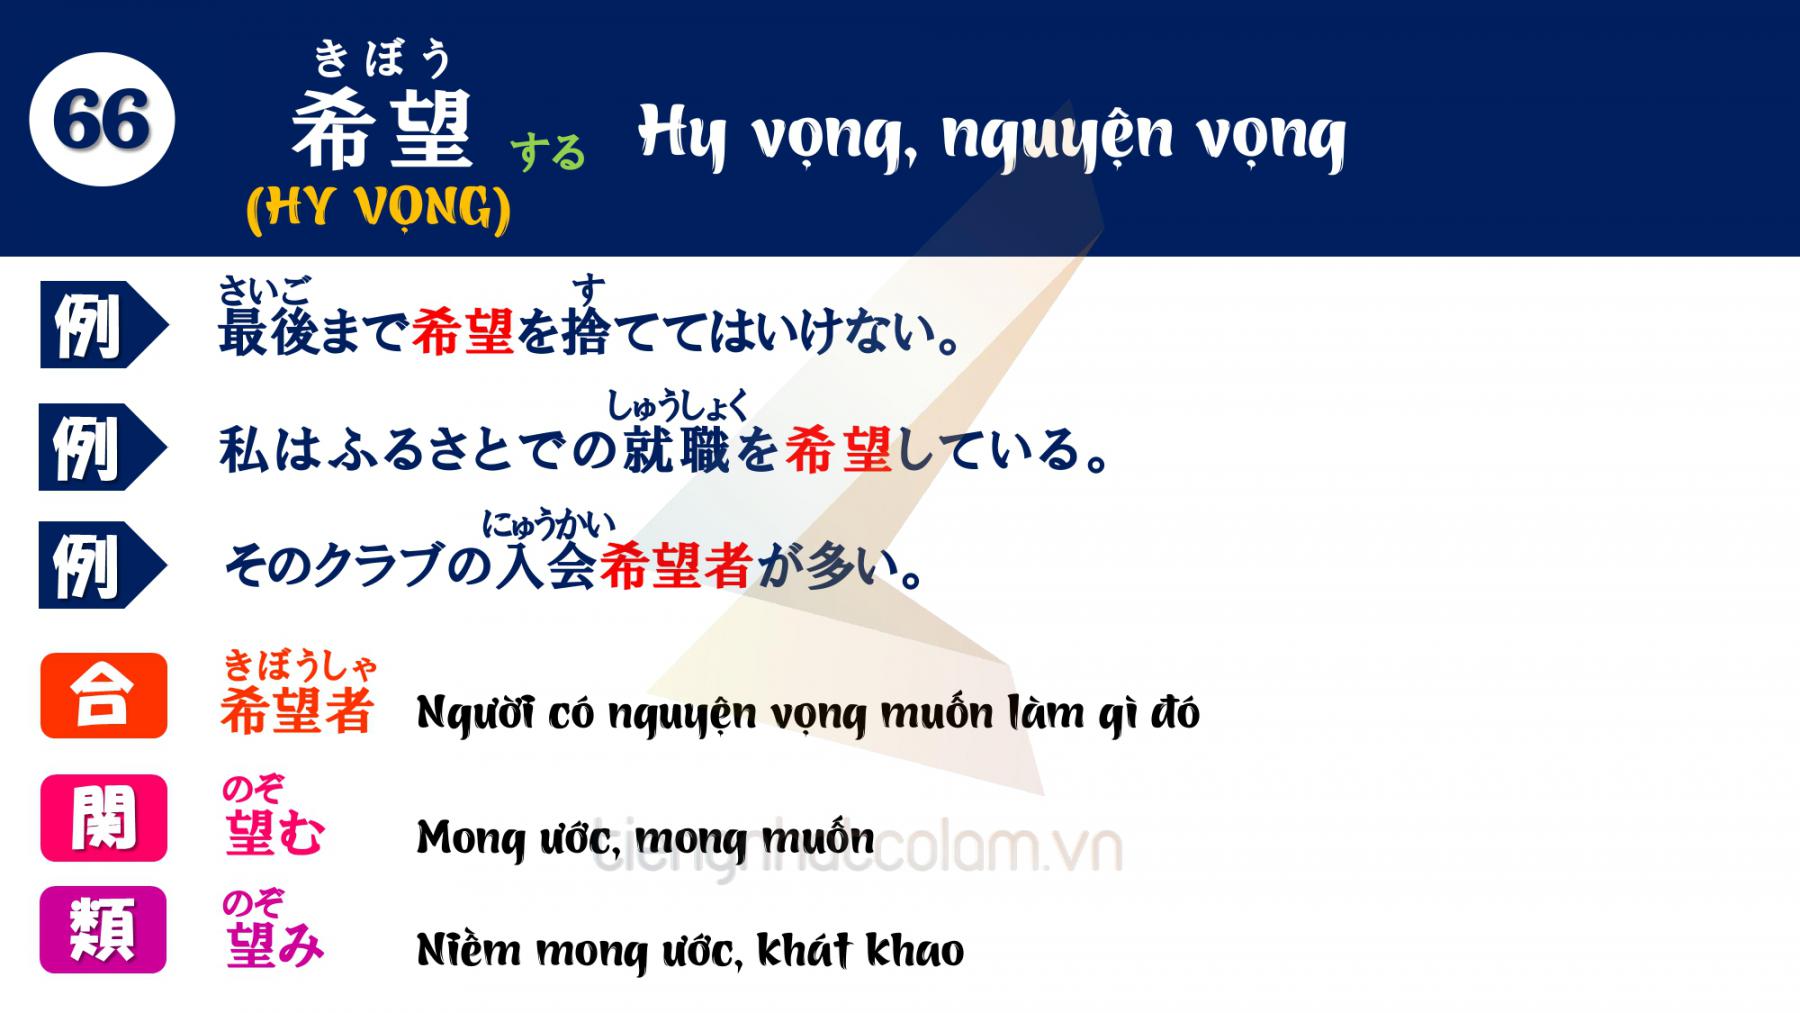 66
きぼう
希望する Hy vọng, nguyện vọng
(HY VỌNG)
さいご す
例 最後まで希望を捨ててはいけない。
しゅうしょく
例 私はふるさとでの就職を希望している。
にゅうかい
例 そのクラブの入会希望者が多い。
きぼうしゃ
合 希望者 Người có nguyện vọng muốn làm gì đó
のぞ
関 望む Mong ước, mong muốn
tiengnhatcolam.vn
のぞ
類 望み Niềm mong ước, khát khao